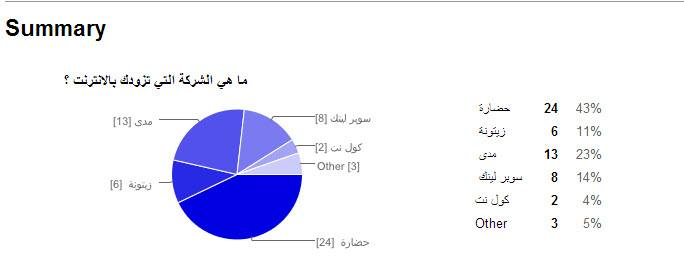 Summary
ما هي الشركة التي تزودك بالانترنت ؟
مدى [13]
سوبر لينك [8]
كول نت [2]
Other [3]
زيتونة [6]
حضارة [24]
حضارة 24 43%
زيتونة 6 11%
مدى 13 23%
سوبر لينك 8 14%
كول نت 2 4%
Other 3 5%